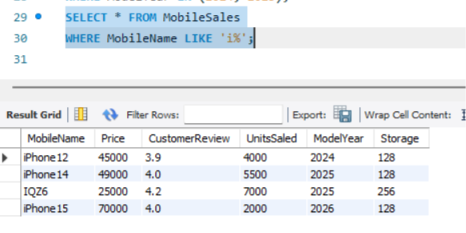 29 SELECT * FROM MobileSales
30 WHERE MobileName LIKE 'i%';
31
Result Grid Filter Rows: Export: Wrap Cell Content:
MobileName Price CustomerReview UnitsSaled ModelYear Storage
iPhone12 45000 3.9 4000 2024 128
iPhone14 49000 4.0 5500 2025 128
IQZ6 25000 4.2 7000 2025 256
iPhone15 70000 4.0 2000 2026 128